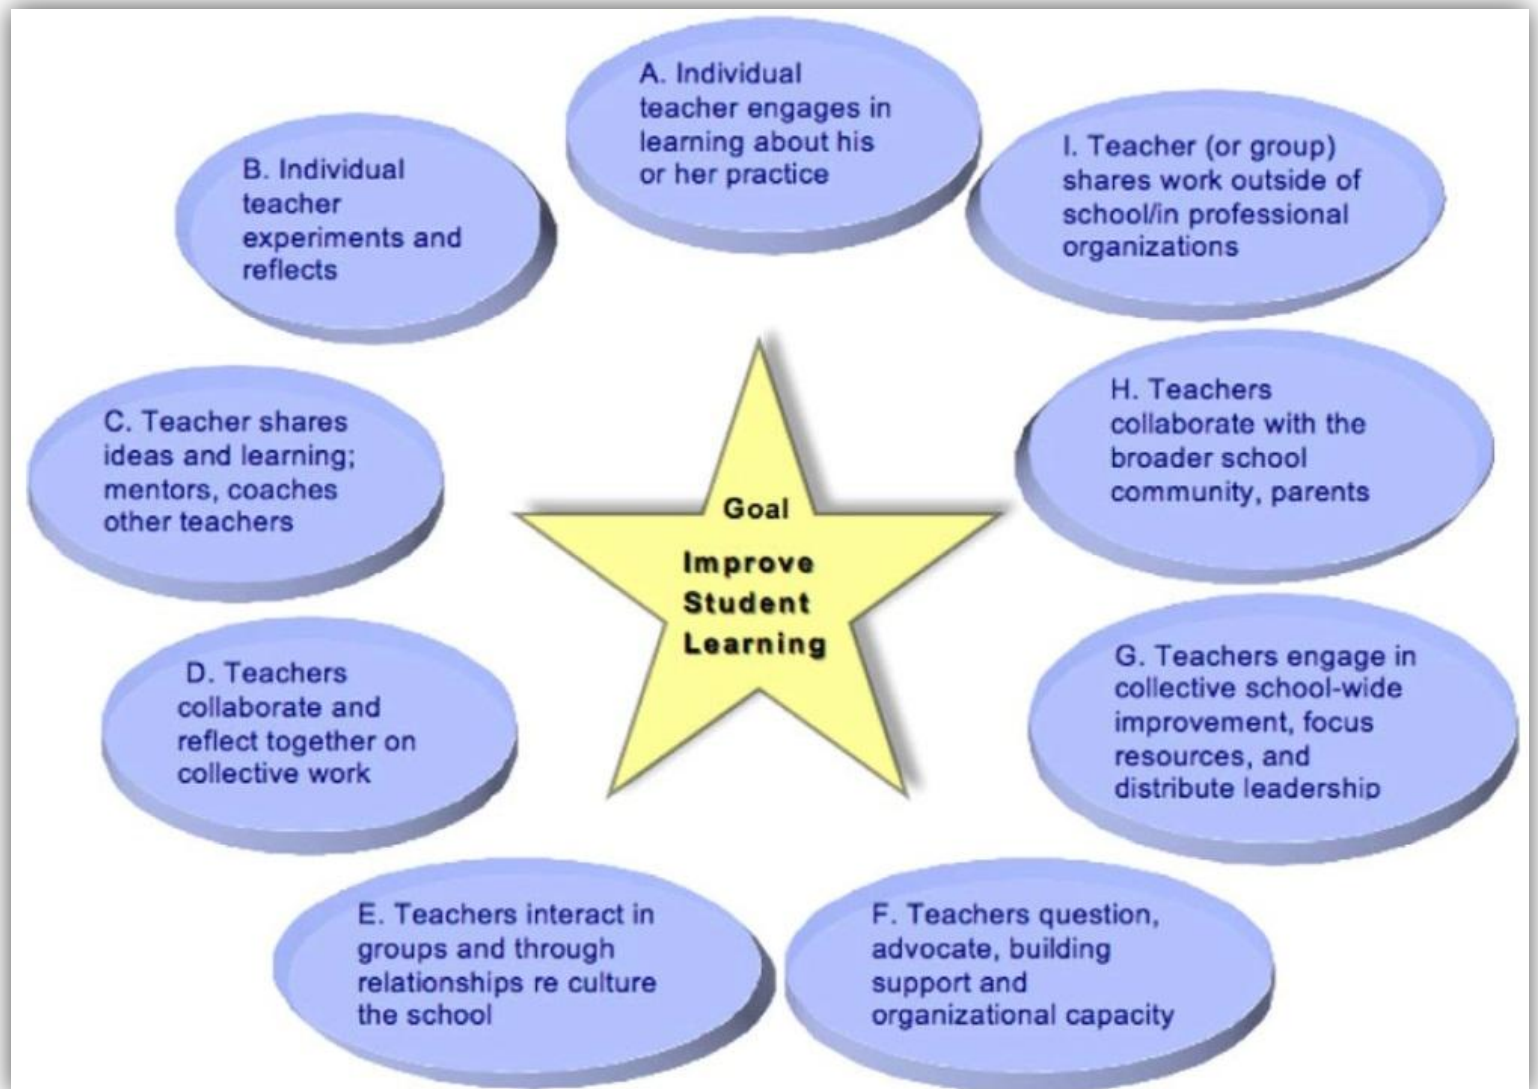 A. Individual
teacher engages in
learning about his
or her practice
B. Individual
teacher
experiments and
reflects
C. Teacher shares
ideas and learning;
mentors, coaches
other teachers
D. Teachers
collaborate and
reflect together on
collective work
E. Teachers interact in
groups and through
relationships re culture
the school
F. Teachers question,
advocate, building
support and
organizational capacity
G. Teachers engage in
collective school-wide
improvement, focus
resources, and
distribute leadership
H. Teachers
collaborate with the
broader school
community, parents
I. Teacher (or group)
shares work outside of
school/in professional
organizations
Goal
Improve
Student
Learning